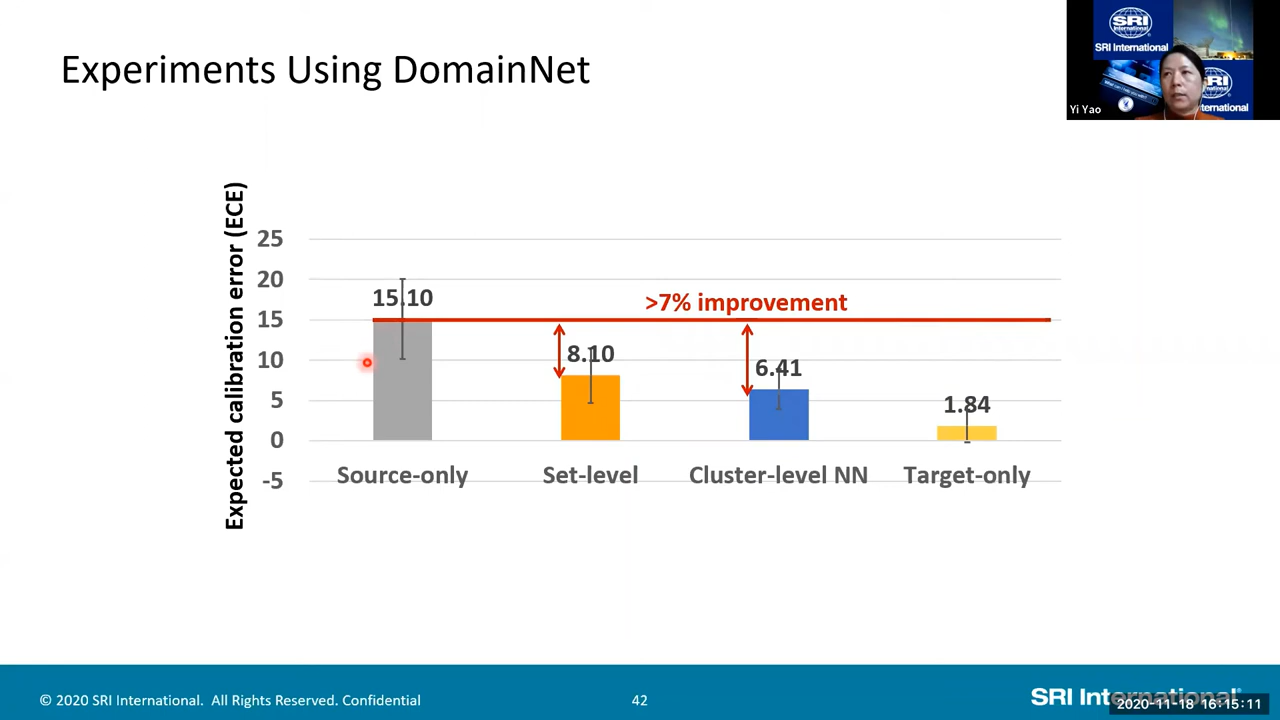 Experiments Using DomainNet
SRI International
SRI International
Yi Yao
Expected calibration error (ECE)
25
20
15
10
5
0
-5
15.10
8.10
6.41
1.84
>7% improvement
Source-only
Set-level
Cluster-level NN
Target-only
© 2020 SRI International. All Rights Reserved. Confidential
42
SRI International
2020-11-18 16:15:11